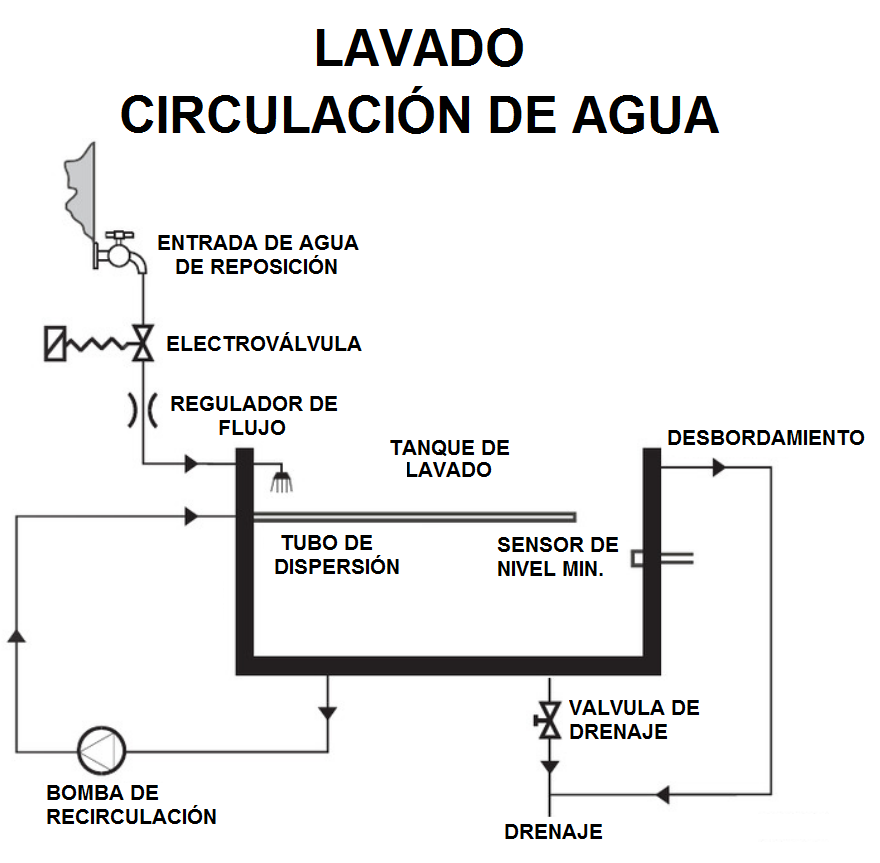 LAVADO
CIRCULACIÓN DE AGUA
ENTRADA DE AGUA
DE REPOSICIÓN
ELECTROVÁLVULA
REGULADOR DE
FLUJO
TANQUE DE
LAVADO
DESBORDAMIENTO
TUBO DE
DISPERSIÓN
SENSOR DE
NIVEL MIN.
VALVULA DE
DRENAJE
BOMBA DE
RECIRCULACIÓN
DRENAJE